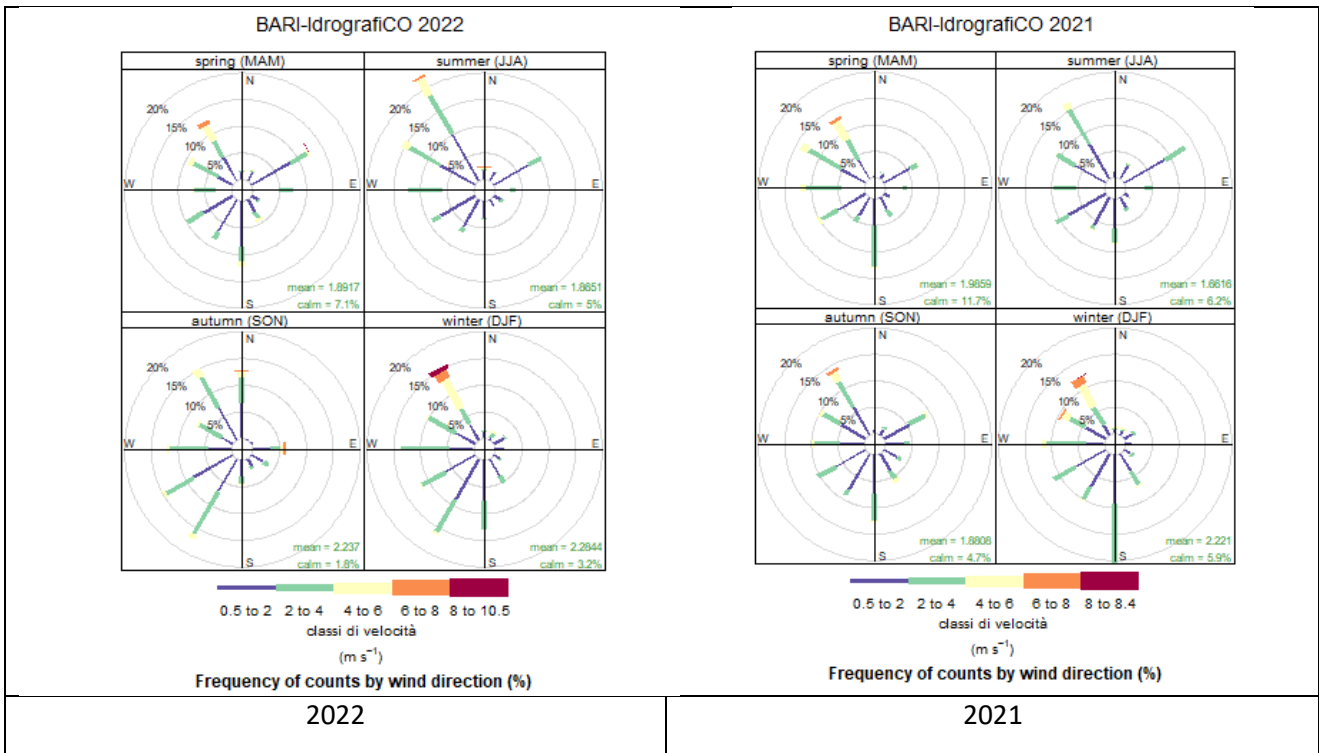 BARI-IdrografiCO 2022
spring (MAM)
N
20%
15%
10%
5%
W
E
S
mean = 1.8917
calm = 7.1%
summer (JJA)
N
20%
15%
10%
5%
W
E
S
mean = 1.8651
calm = 5%
autumn (SON)
N
20%
15%
10%
5%
W
E
S
mean = 2.237
calm = 1.8%
winter (DJF)
N
20%
15%
10%
5%
W
E
S
mean = 2.2844
calm = 3.2%
0.5 to 2 2 to 4 4 to 6 6 to 8 8 to 10.5
classi di velocità
(m s⁻¹)
Frequency of counts by wind direction (%)
BARI-IdrografiCO 2021
spring (MAM)
N
20%
15%
10%
5%
W
E
S
mean = 1.9859
calm = 11.7%
summer (JJA)
N
20%
15%
10%
5%
W
E
S
mean = 1.6616
calm = 6.2%
autumn (SON)
N
20%
15%
10%
5%
W
E
S
mean = 1.8808
calm = 4.7%
winter (DJF)
N
20%
15%
10%
5%
W
E
S
mean = 2.221
calm = 5.9%
0.5 to 2 2 to 4 4 to 6 6 to 8 8 to 8.4
classi di velocità
(m s⁻¹)
Frequency of counts by wind direction (%)
2022
2021